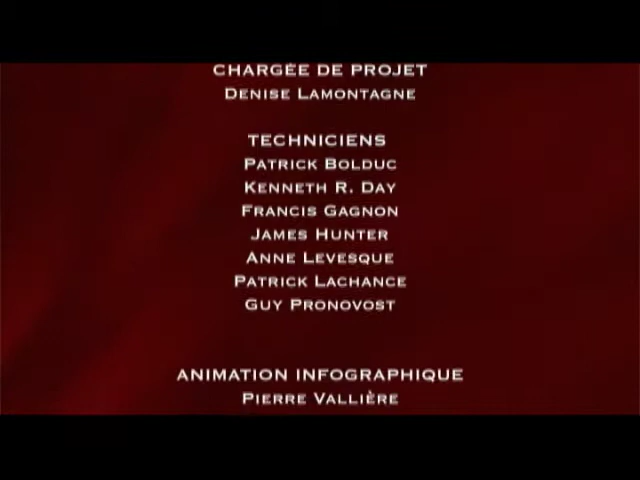 CHARGÉE DE PROJET
DENISE LAMONTAGNE
TECHNICIENS
PATRICK BOLDUC
KENNETH R. DAY
FRANCIS GAGNON
JAMES HUNTER
ANNE LEVESQUE
PATRICK LACHANCE
GUY PRONOVOST
ANIMATION INFOGRAPHIQUE
PIERRE VALLIÈRE